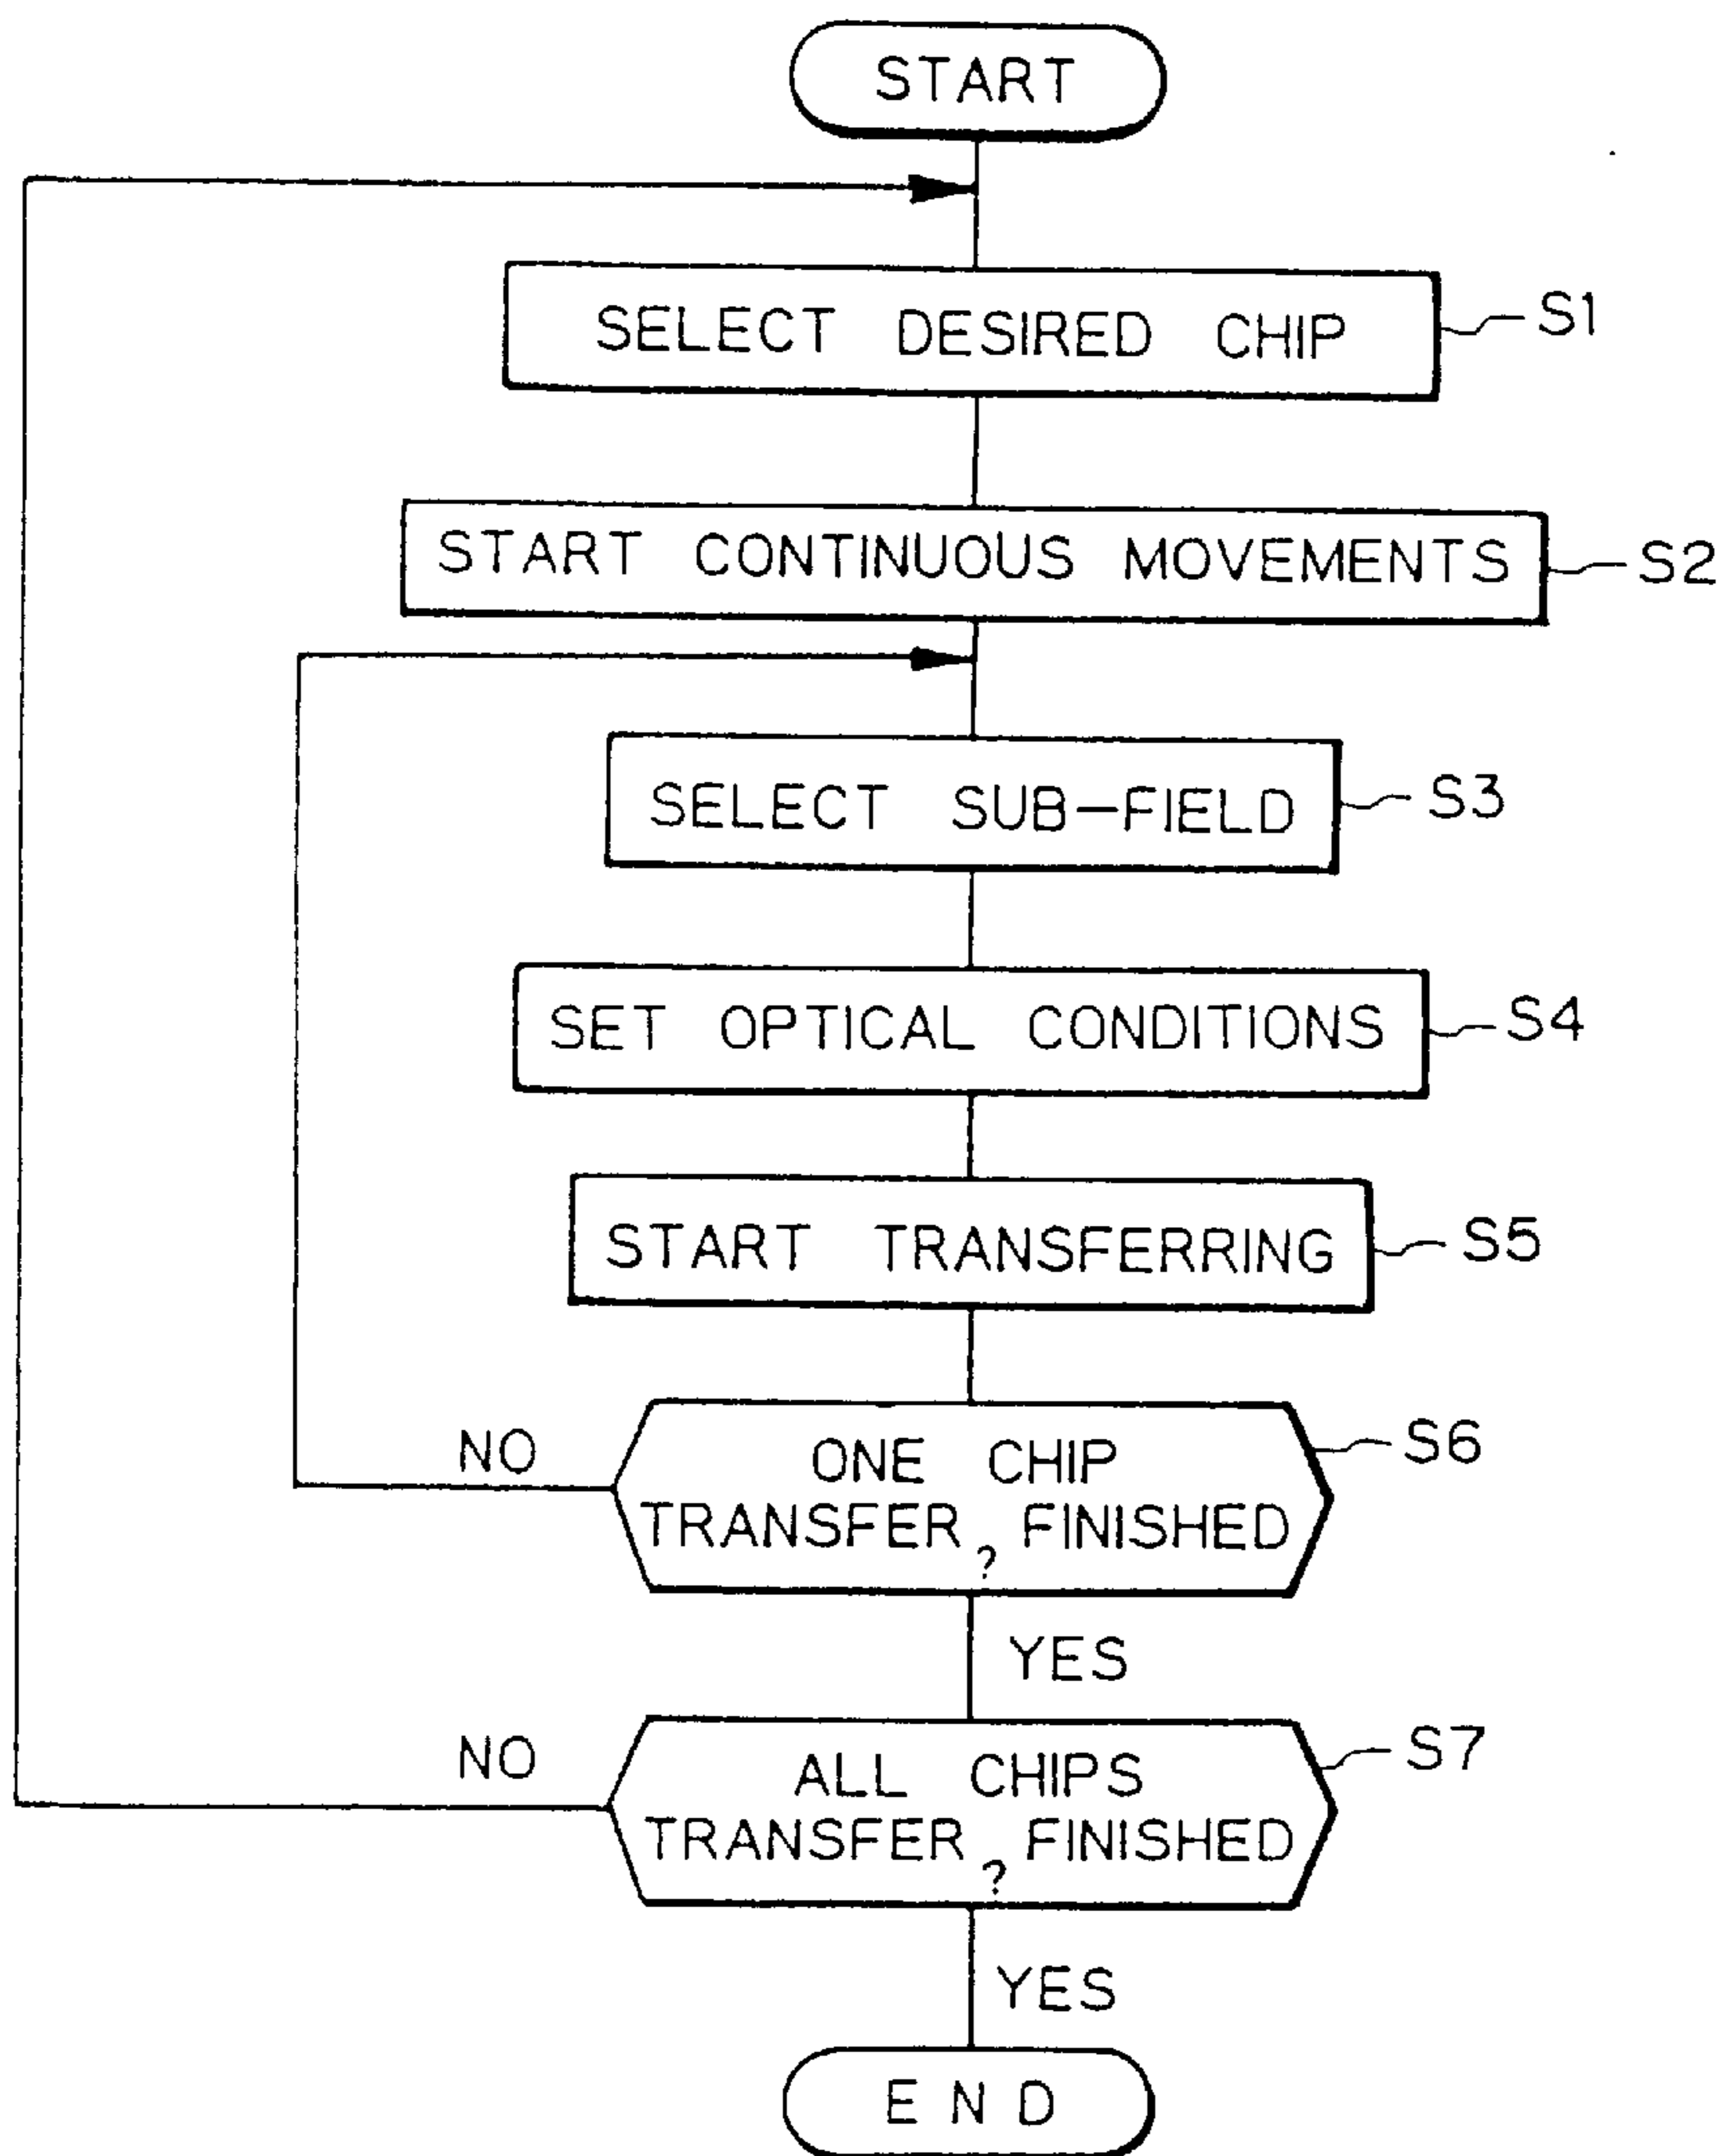 START
SELECT DESIRED CHIP
S1
START CONTINUOUS MOVEMENTS
S2
SELECT SUB-FIELD
S3
SET OPTICAL CONDITIONS
S4
START TRANSFERRING
S5
NO
ONE CHIP
TRANSFER FINISHED
?
S6
YES
NO
ALL CHIPS
TRANSFER FINISHED
?
S7
YES
END